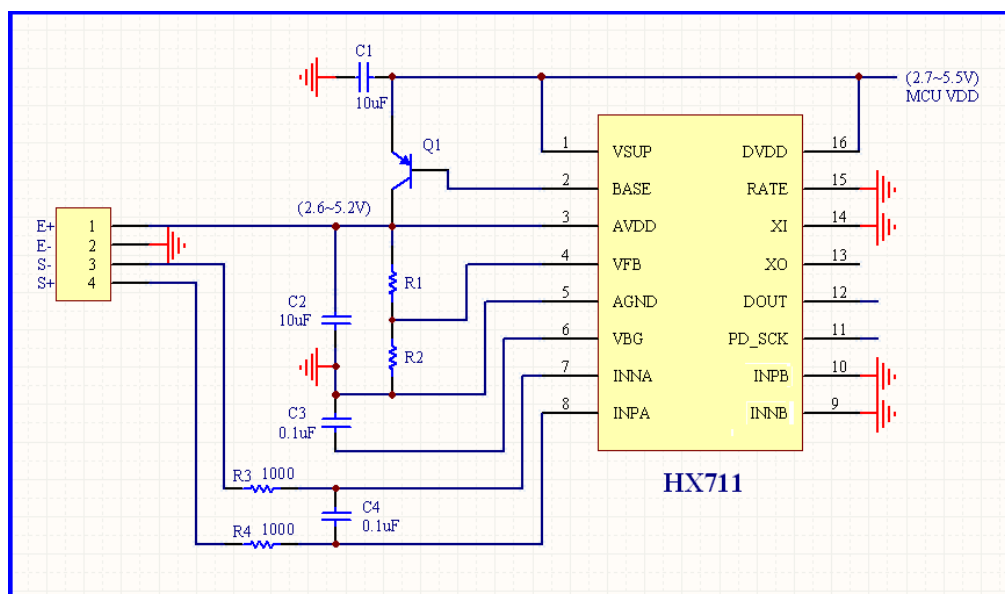 C1
10uF
(2.7~5.5V)
MCU VDD
Q1
(2.6~5.2V)
E+ 1
E- 2
S- 3
S+ 4
R1
C2
10uF
R2
C3
0.1uF
R3 1000
C4
0.1uF
R4 1000
1 VSUP DVDD 16
2 BASE RATE 15
3 AVDD XI 14
4 VFB XO 13
5 AGND DOUT 12
6 VBG PD_SCK 11
7 INNA INPB 10
8 INPA INNB 9
HX711